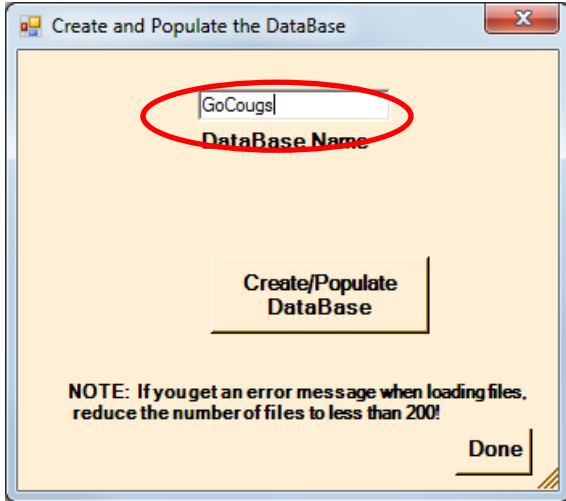 Create and Populate the DataBase
GoCougs
DataBase Name
Create/Populate
DataBase
NOTE: If you get an error message when loading files,
reduce the number of files to less than 200!
Done